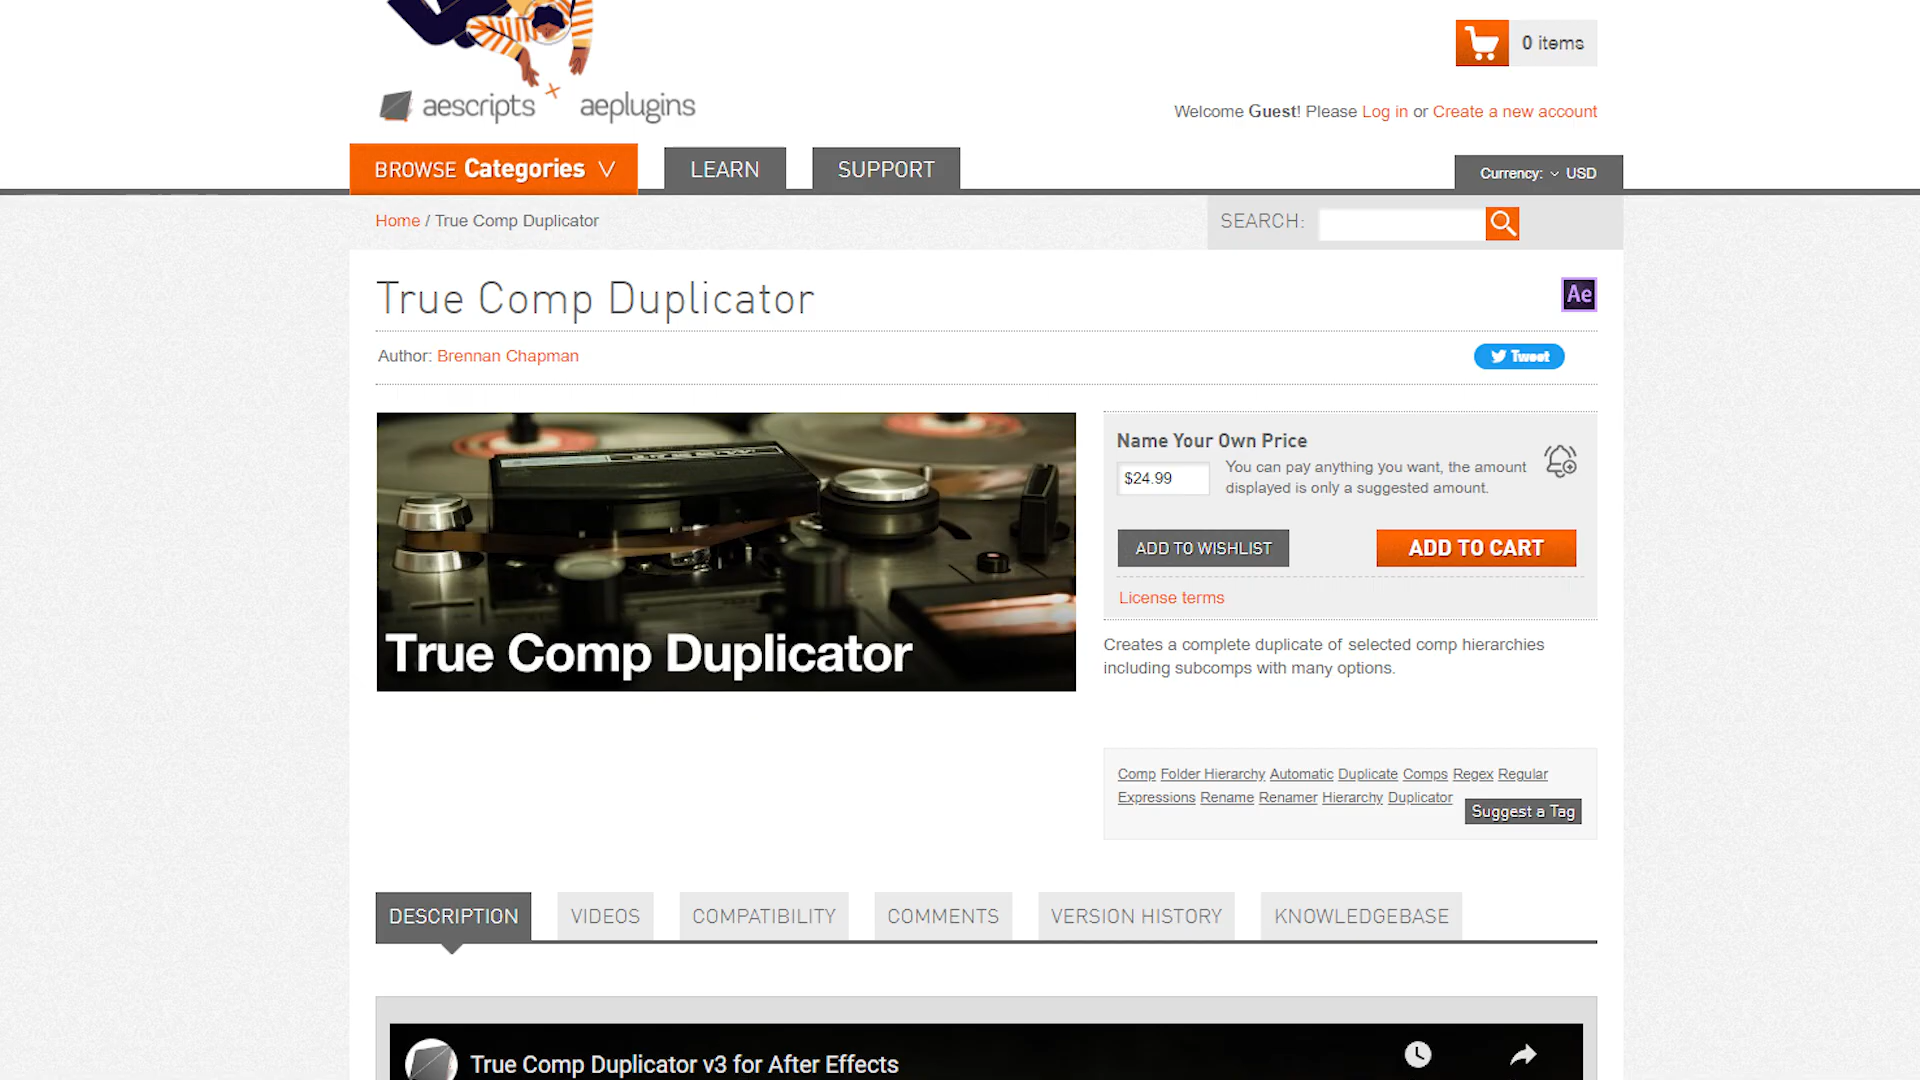 0 items
aescripts + aeplugins
Welcome Guest! Please Log in or Create a new account
BROWSE Categories LEARN SUPPORT
Currency: USD
Home / True Comp Duplicator
SEARCH:
True Comp Duplicator
Ae
Author: Brennan Chapman
Tweet
True Comp Duplicator
Name Your Own Price
$24.99
You can pay anything you want, the amount
displayed is only a suggested amount.
ADD TO WISHLIST
ADD TO CART
License terms
Creates a complete duplicate of selected comp hierarchies
including subcomps with many options.
Comp Folder Hierarchy Automatic Duplicate Comps Regex Regular
Expressions Rename Renamer Hierarchy Duplicator
Suggest a Tag
DESCRIPTION VIDEOS COMPATIBILITY COMMENTS VERSION HISTORY KNOWLEDGEBASE
True Comp Duplicator v3 for After Effects